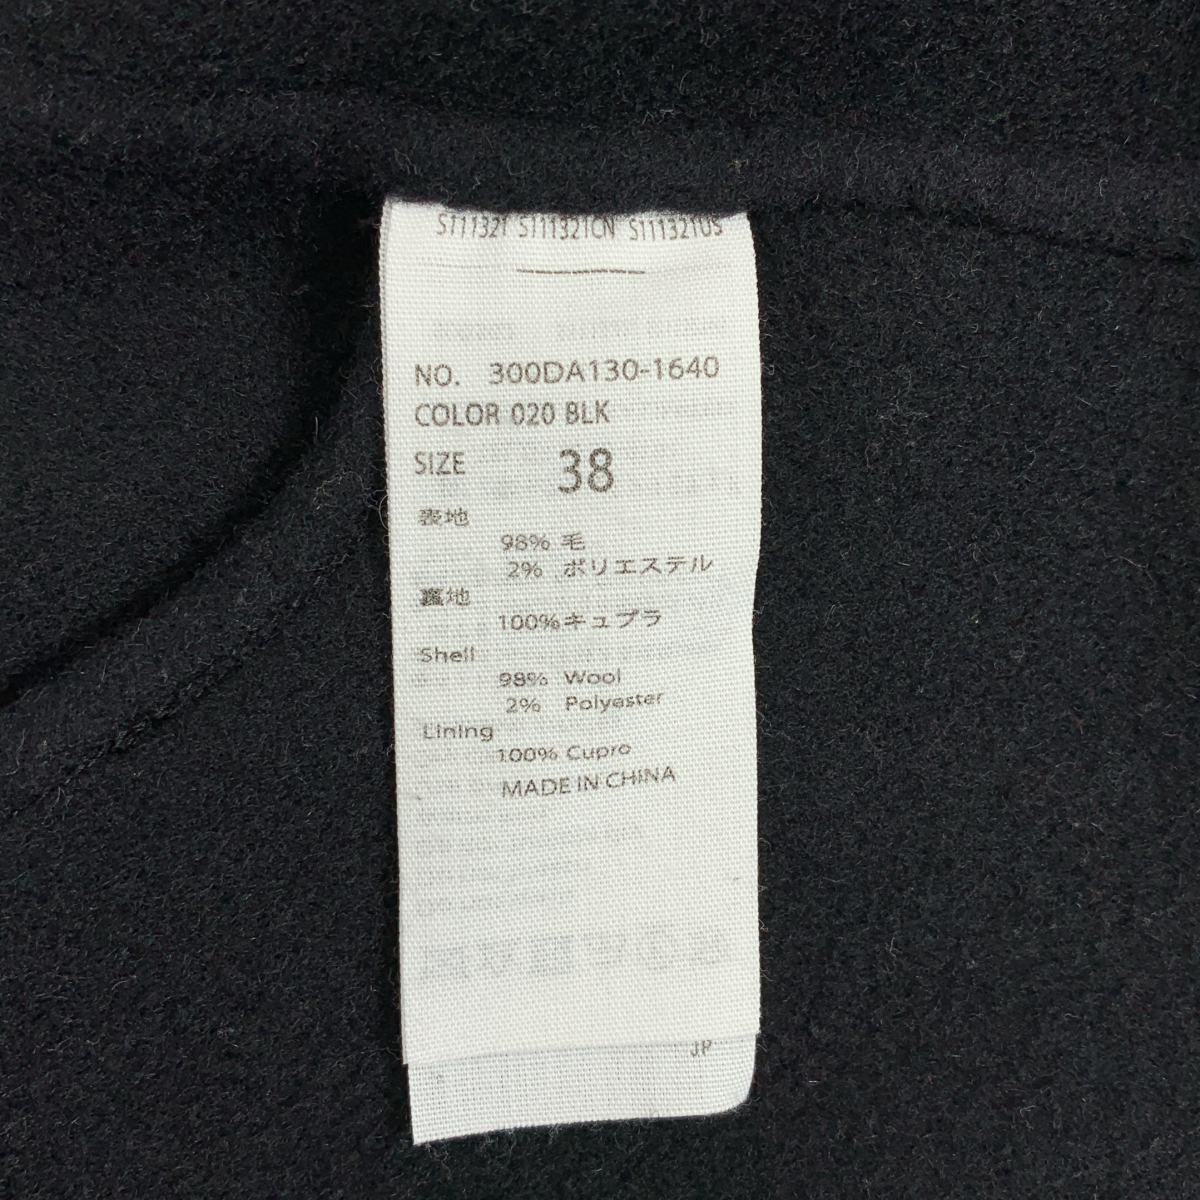 S111321 S111321CN S111321US
NO. 300DA130-1640
COLOR 020 BLK
SIZE 38
表地
98% 毛
2% ポリエステル
裏地
100%キュプラ
Shell
98% Wool
2% Polyester
Lining
100% Cupro
MADE IN CHINA
JP